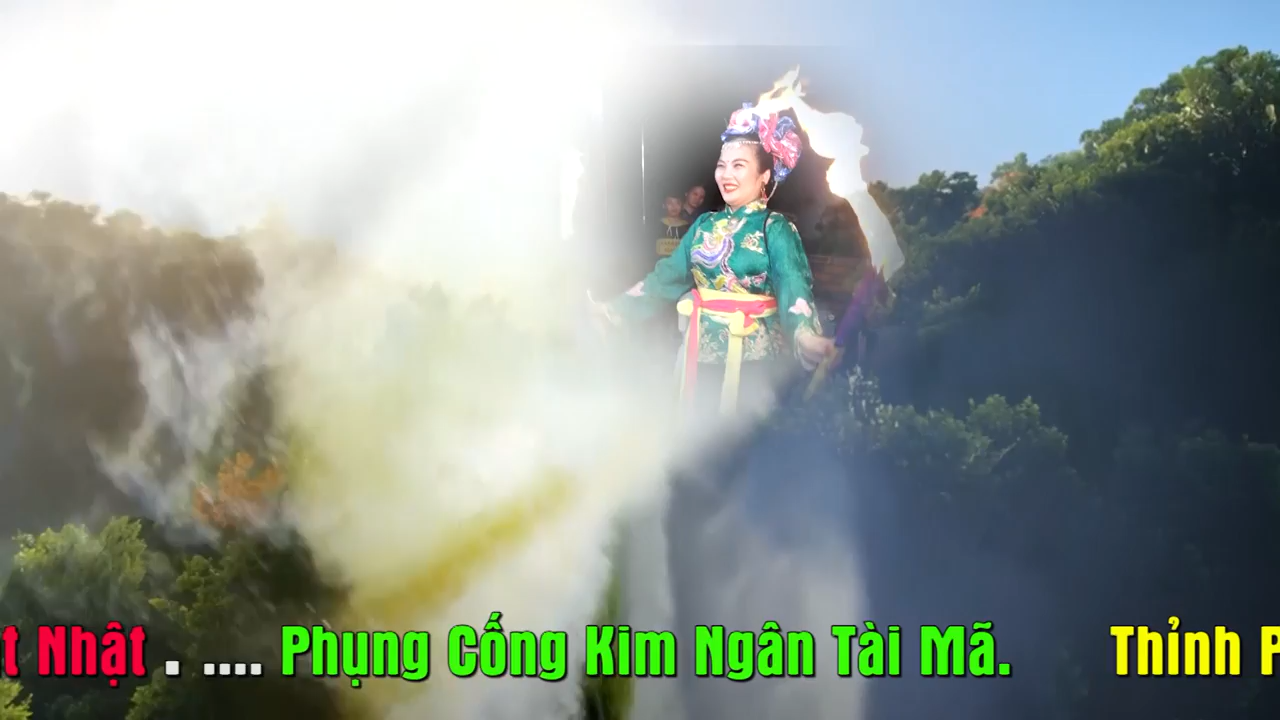 Nhật . .... Phụng Cống Kim Ngân Tài Mã. Thỉnh